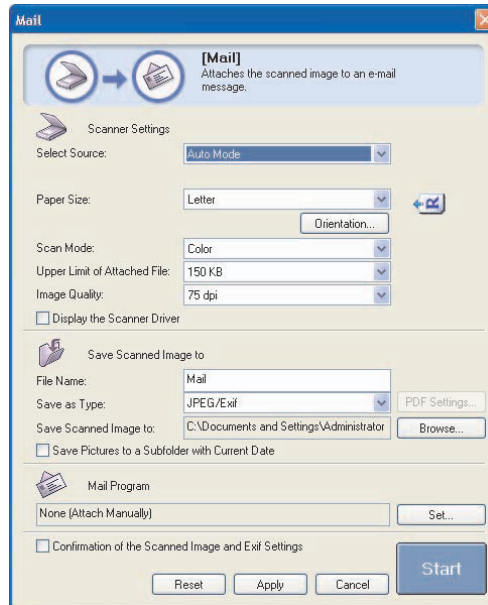 Mail
[Mail]
Attaches the scanned image to an e-mail
message.
Scanner Settings
Select Source: Auto Mode
Paper Size: Letter
Orientation...
Scan Mode: Color
Upper Limit of Attached File: 150 KB
Image Quality: 75 dpi
Display the Scanner Driver
Save Scanned Image to
File Name: Mail
Save as Type: JPEG/Exif PDF Settings...
Save Scanned Image to: C:\Documents and Settings\Administrator Browse...
Save Pictures to a Subfolder with Current Date
Mail Program
None (Attach Manually) Set...
Confirmation of the Scanned Image and Exif Settings
Start
Reset Apply Cancel